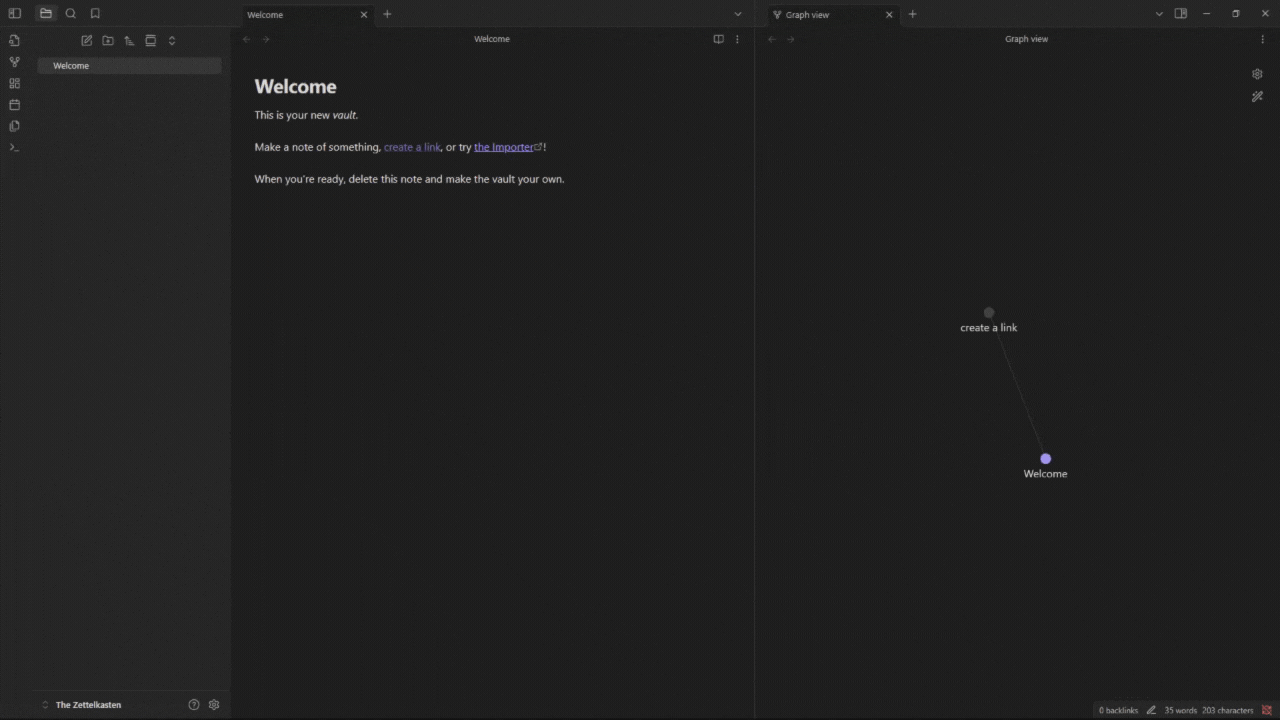 Welcome
Graph view
Welcome
Graph view
Welcome
Welcome
This is your new vault.
Make a note of something, create a link, or try the Importer!
When you're ready, delete this note and make the vault your own.
create a link
Welcome
The Zettelkasten
0 backlinks
35 words
203 characters